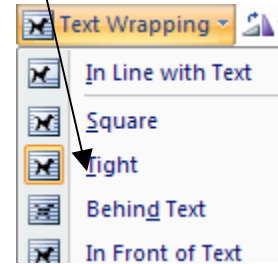 Text Wrapping
In Line with Text
Square
Tight
Behind Text
In Front of Text